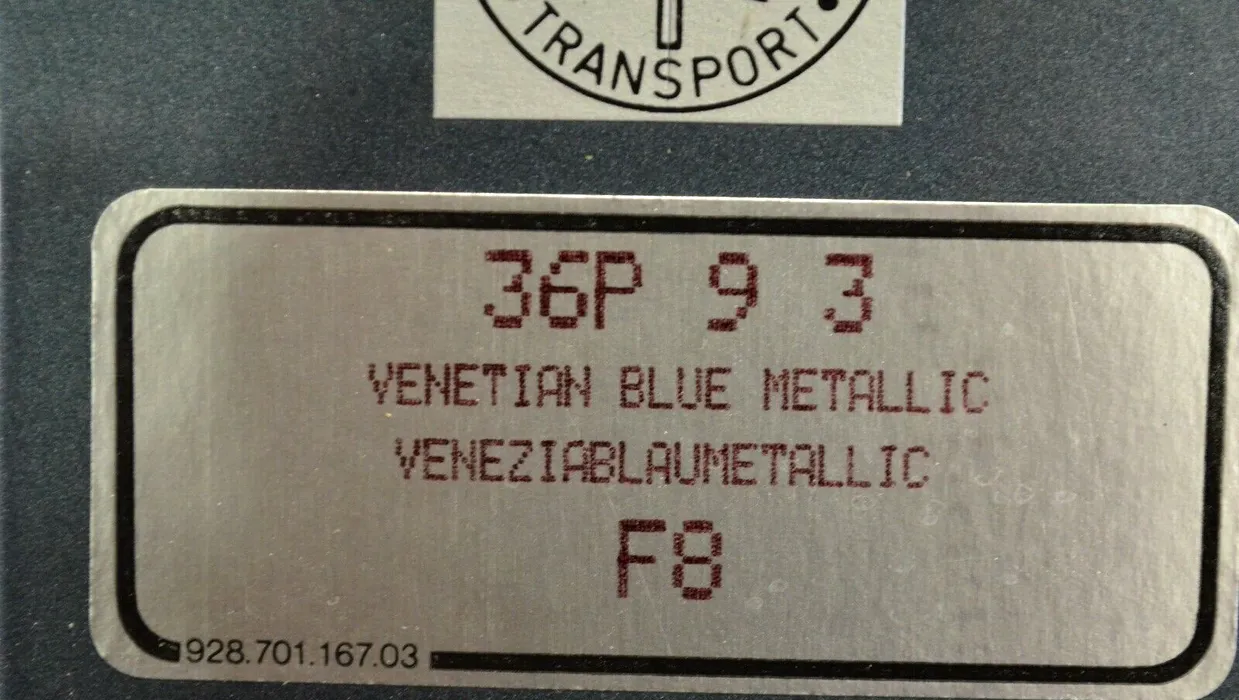 TRANSPORT
36P 9 3
VENETIAN BLUE METALLIC
VENEZIABLAUMETALLIC
F8
928.701.167.03